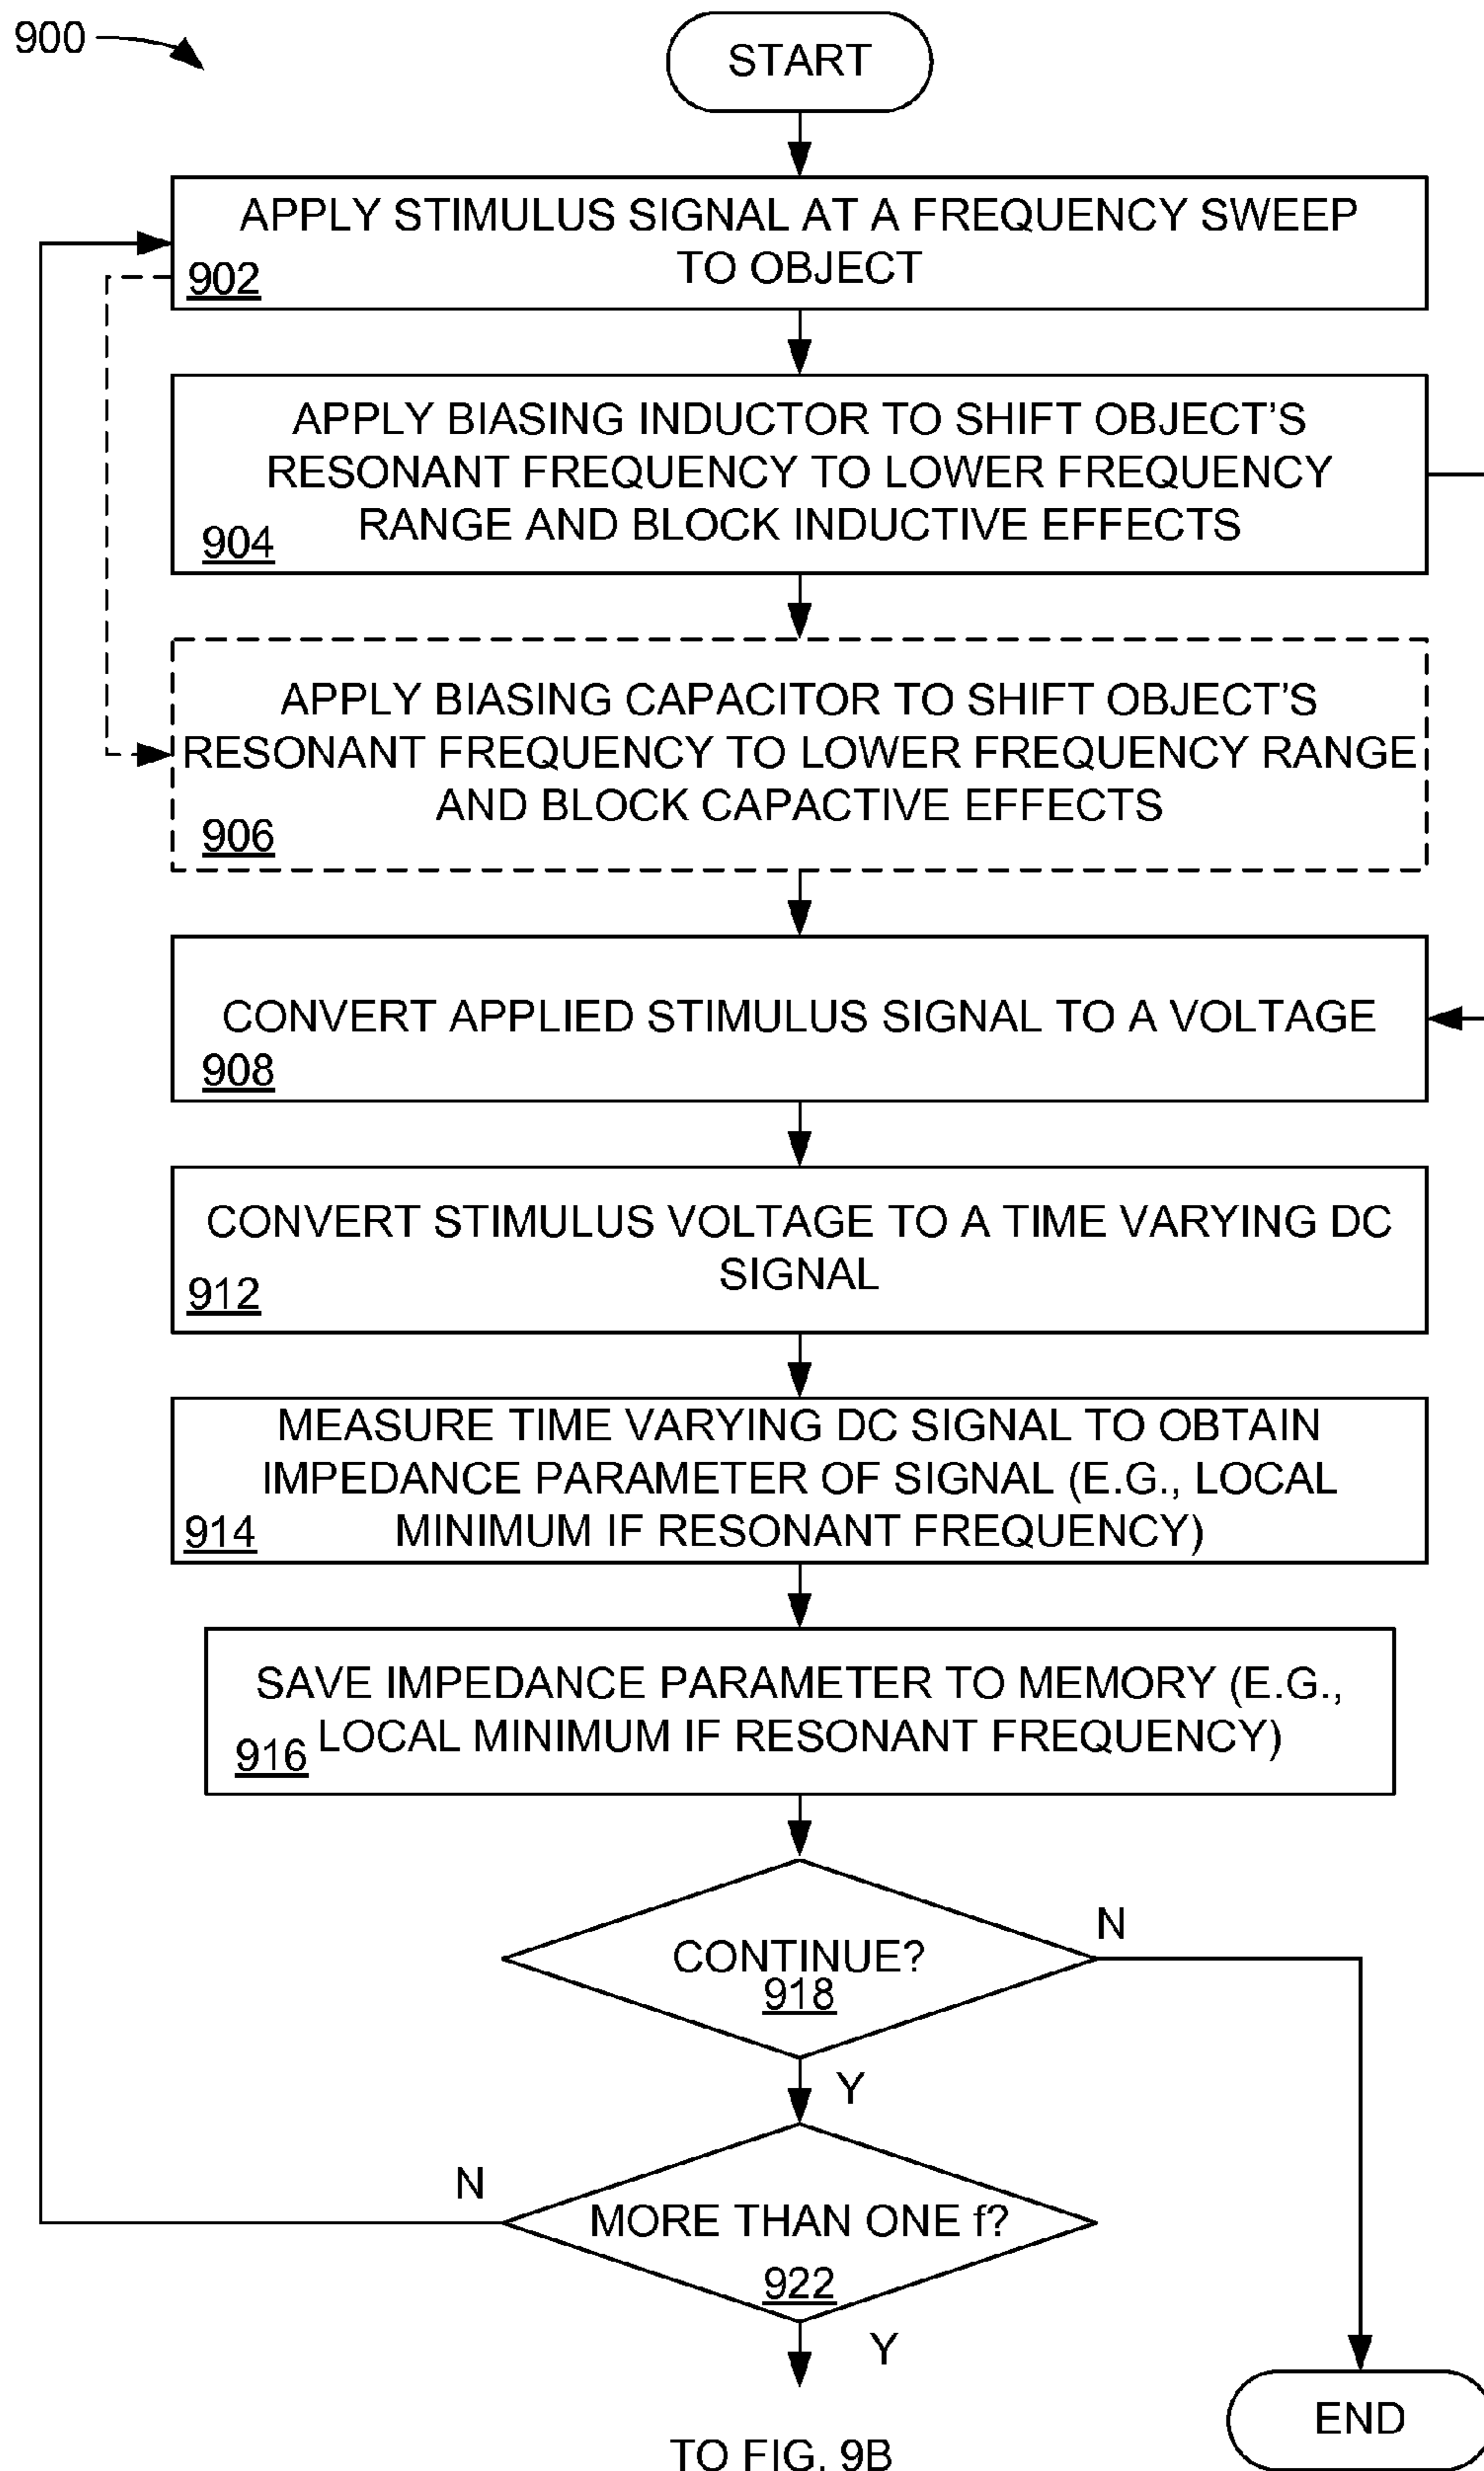 900
START
APPLY STIMULUS SIGNAL AT A FREQUENCY SWEEP
TO OBJECT
902
APPLY BIASING INDUCTOR TO SHIFT OBJECT'S
RESONANT FREQUENCY TO LOWER FREQUENCY
RANGE AND BLOCK INDUCTIVE EFFECTS
904
APPLY BIASING CAPACITOR TO SHIFT OBJECT'S
RESONANT FREQUENCY TO LOWER FREQUENCY RANGE
AND BLOCK CAPACTIVE EFFECTS
906
CONVERT APPLIED STIMULUS SIGNAL TO A VOLTAGE
908
CONVERT STIMULUS VOLTAGE TO A TIME VARYING DC
SIGNAL
912
MEASURE TIME VARYING DC SIGNAL TO OBTAIN
IMPEDANCE PARAMETER OF SIGNAL (E.G., LOCAL
MINIMUM IF RESONANT FREQUENCY)
914
SAVE IMPEDANCE PARAMETER TO MEMORY (E.G.,
LOCAL MINIMUM IF RESONANT FREQUENCY)
916
CONTINUE?
918
N
Y
MORE THAN ONE f?
922
N
Y
END
TO FIG. 9B